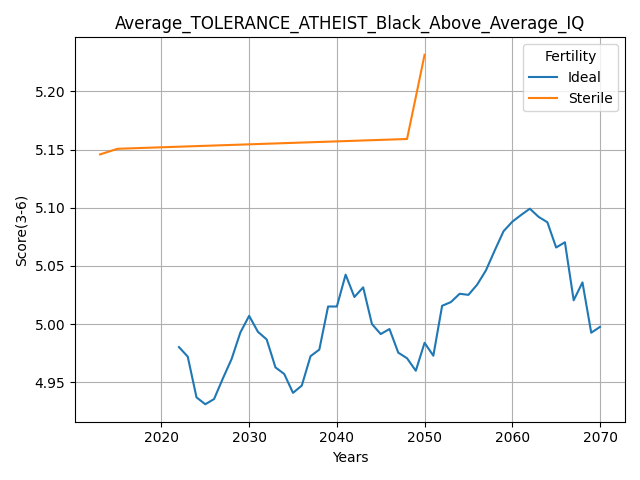 Average_TOLERANCE_ATHEIST_Black_Above_Average_IQ
Fertility
Ideal
Sterile
Score(3-6)
5.20
5.15
5.10
5.05
5.00
4.95
2020 2030 2040 2050 2060 2070
Years